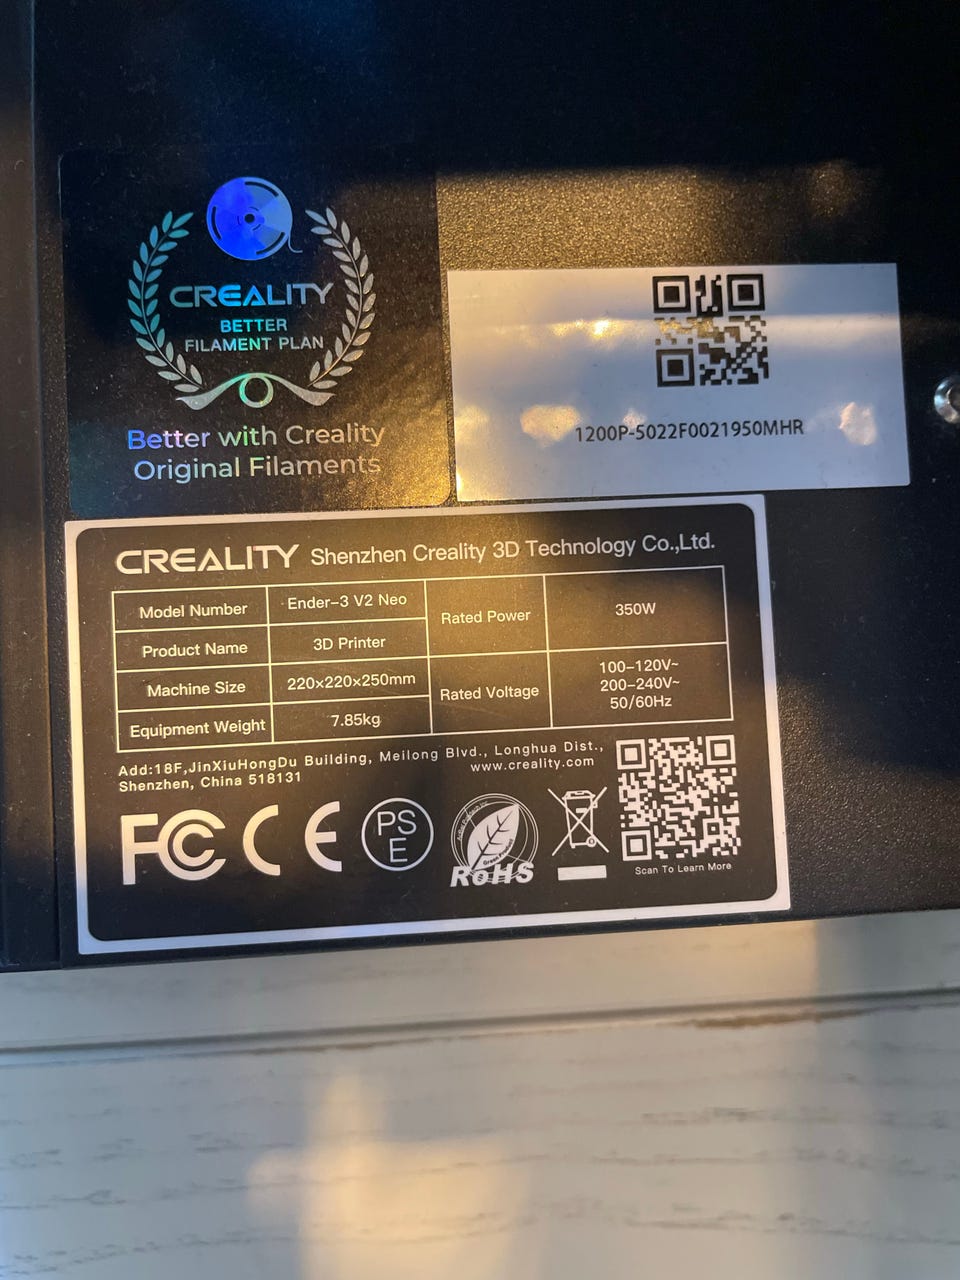 CREALITY
BETTER
FILAMENT PLAN
Better with Creality
Original Filaments
1200P-5022F0021950MHR
CREALITY Shenzhen Creality 3D Technology Co.,Ltd.
Model Number Ender-3 V2 Neo
Product Name 3D Printer
Machine Size 220×220×250mm
Equipment Weight 7.85kg
Rated Power 350W
Rated Voltage 100-120V~
200-240V~
50/60Hz
Add:18F,JinXiuHongDu Building, Meilong Blvd., Longhua Dist.,
Shenzhen, China 518131
www.creality.com
FC CE
PS
E
Green Product
RoHS
Scan To Learn More